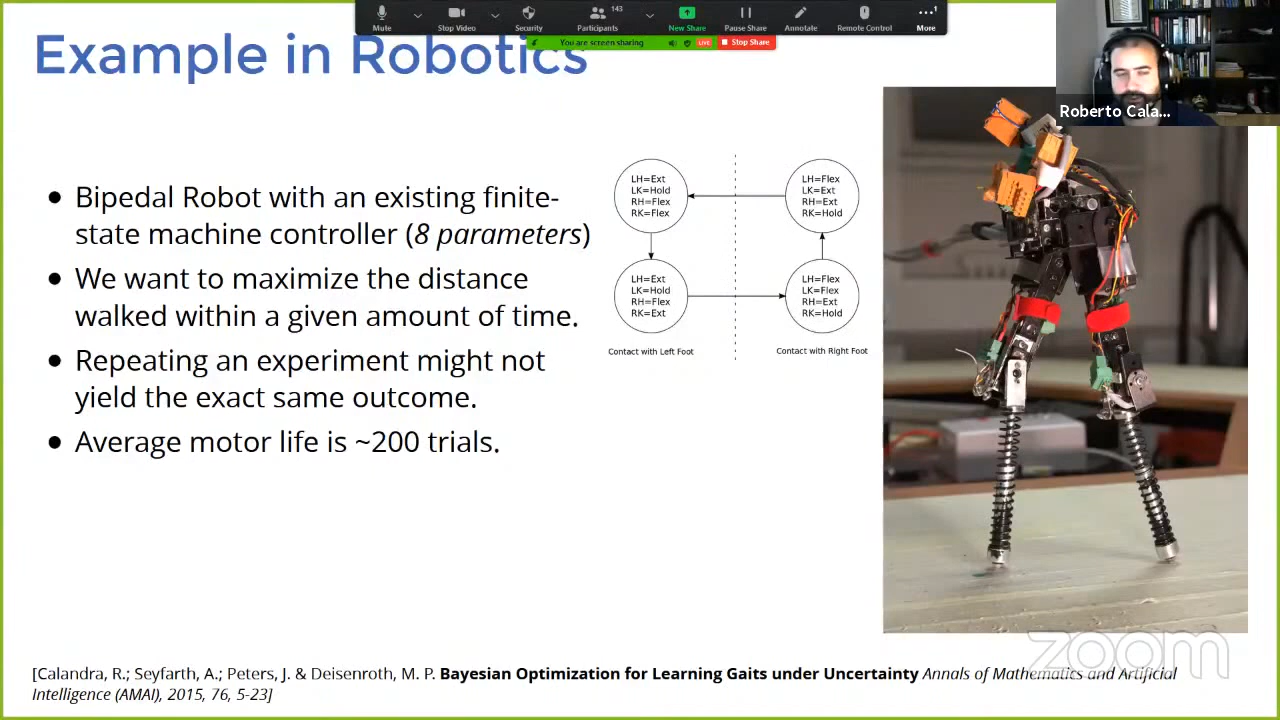 Mute
Stop Video
Security
143
Participants
New Share
Pause Share
Annotate
Remote Control
1
More
You are screen sharing
LIVE
Stop Share
Example in Robotics
Roberto Cala...
• Bipedal Robot with an existing finite-
state machine controller (8 parameters)
• We want to maximize the distance
walked within a given amount of time.
• Repeating an experiment might not
yield the exact same outcome.
• Average motor life is ~200 trials.
LH=Ext
LK=Hold
RH=Flex
RK=Flex
LH=Flex
LK=Ext
RH=Ext
RK=Hold
LH=Ext
LK=Hold
RH=Flex
RK=Ext
LH=Flex
LK=Flex
RH=Ext
RK=Hold
Contact with Left Foot
Contact with Right Foot
zoom
[Calandra, R.; Seyfarth, A.; Peters, J. & Deisenroth, M. P. Bayesian Optimization for Learning Gaits under Uncertainty Annals of Mathematics and Artificial
Intelligence (AMAI), 2015, 76, 5-23]